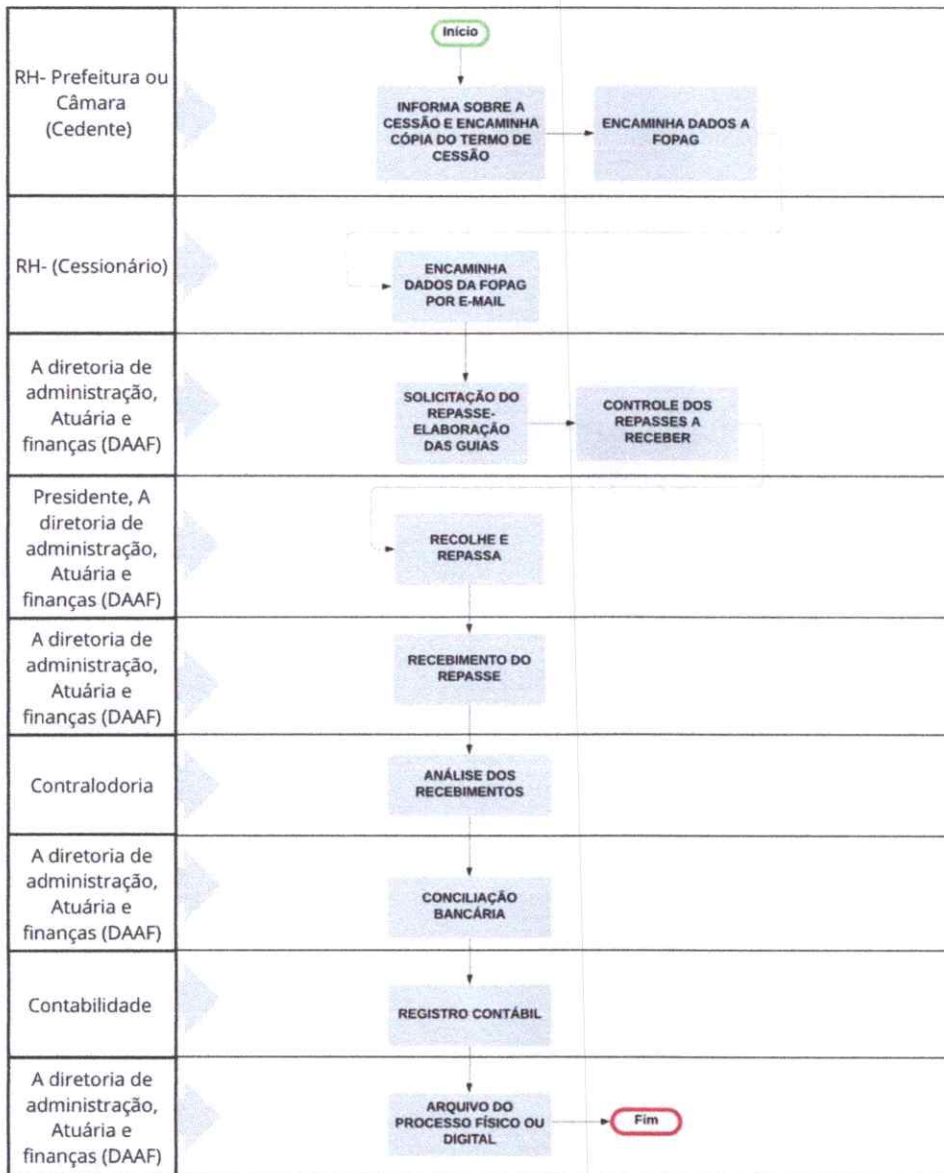 RH- Prefeitura ou
Câmara
(Cedente)
Início
INFORMA SOBRE A
CESSÃO E ENCAMINHA
CÓPIA DO TERMO DE
CESSÃO
ENCAMINHA DADOS A
FOPAG
RH- (Cessionário)
ENCAMINHA
DADOS DA FOPAG
POR E-MAIL
A diretoria de
administração,
Atuária e
finanças (DAAF)
SOLICITAÇÃO DO
REPASSE-
ELABORAÇÃO
DAS GUIAS
CONTROLE DOS
REPASSES A
RECEBER
Presidente, A
diretoria de
administração,
Atuária e
finanças (DAAF)
RECOLHE E
REPASSA
A diretoria de
administração,
Atuária e
finanças (DAAF)
RECEBIMENTO DO
REPASSE
Contralodoria
ANÁLISE DOS
RECEBIMENTOS
A diretoria de
administração,
Atuária e
finanças (DAAF)
CONCILIAÇÃO
BANCÁRIA
Contabilidade
REGISTRO CONTÁBIL
A diretoria de
administração,
Atuária e
finanças (DAAF)
ARQUIVO DO
PROCESSO FÍSICO OU
DIGITAL
Fim